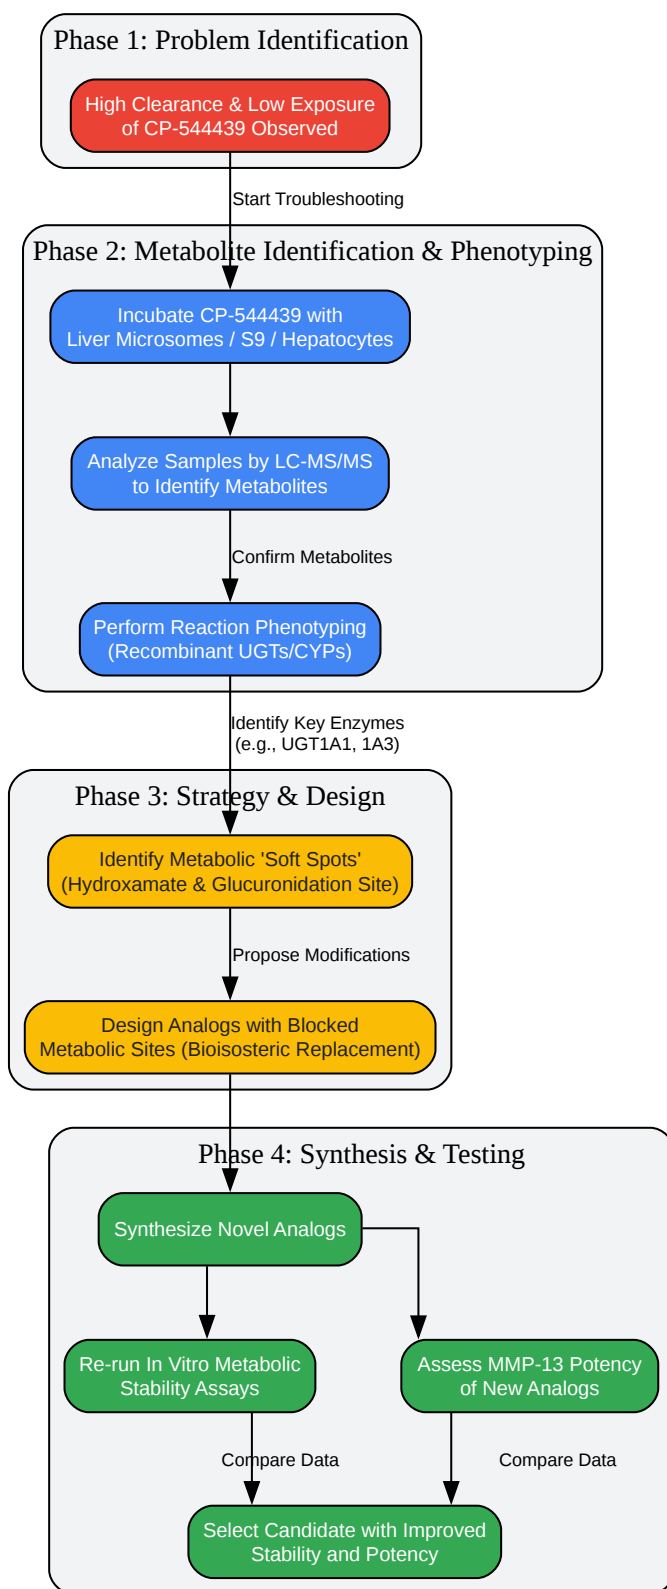 Phase 1: Problem Identification
High Clearance & Low Exposure
of CP-544439 Observed
Start Troubleshooting
Phase 2: Metabolite Identification & Phenotyping
Incubate CP-544439 with
Liver Microsomes / S9 / Hepatocytes
Analyze Samples by LC-MS/MS
to Identify Metabolites
Confirm Metabolites
Perform Reaction Phenotyping
(Recombinant UGTs/CYPs)
Identify Key Enzymes
(e.g., UGT1A1, 1A3)
Phase 3: Strategy & Design
Identify Metabolic 'Soft Spots'
(Hydroxamate & Glucuronidation Site)
Propose Modifications
Design Analogs with Blocked
Metabolic Sites (Bioisosteric Replacement)
Phase 4: Synthesis & Testing
Synthesize Novel Analogs
Re-run In Vitro Metabolic
Stability Assays
Assess MMP-13 Potency
of New Analogs
Compare Data
Compare Data
Select Candidate with Improved
Stability and Potency